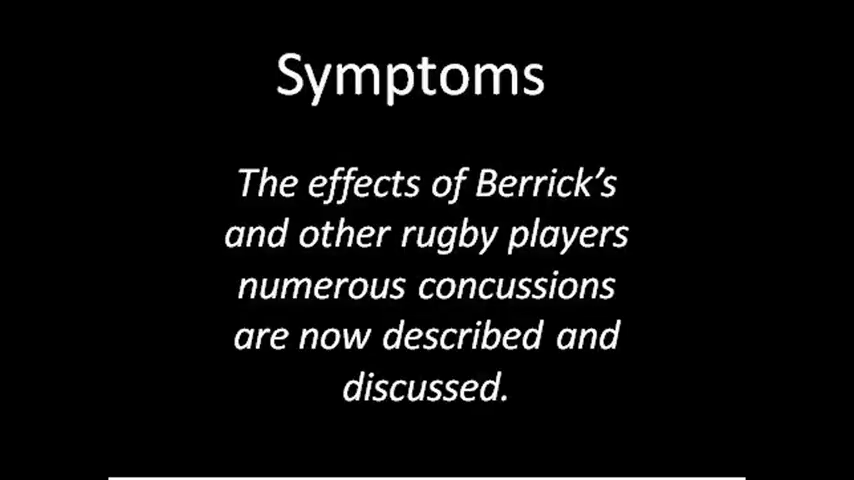 Symptoms
The effects of Berrick’s
and other rugby players
numerous concussions
are now described and
discussed.